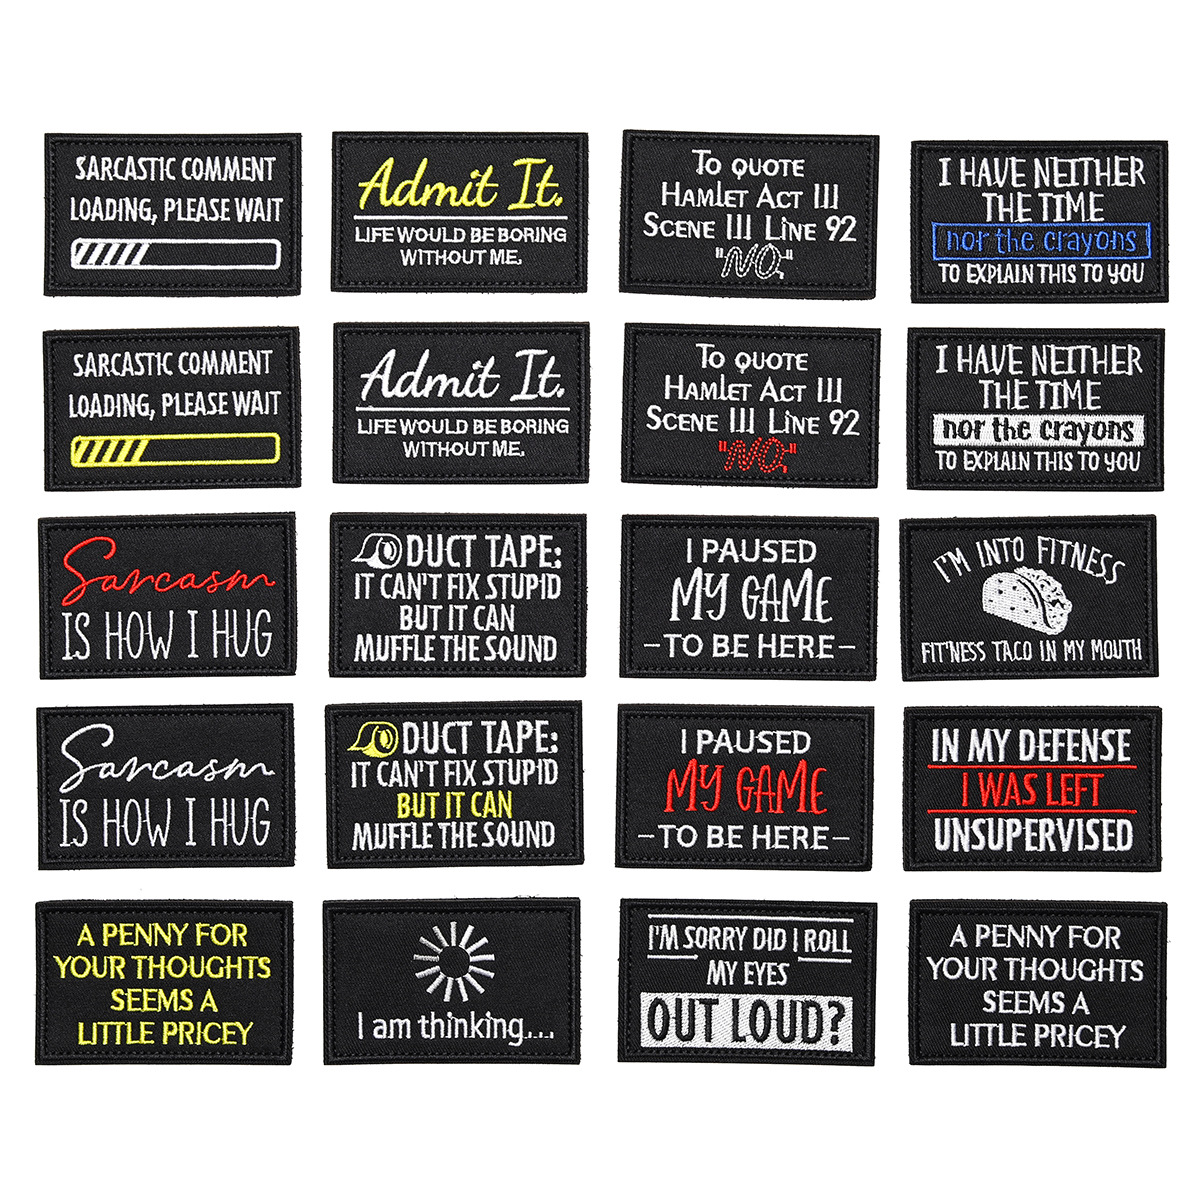 SARCASTIC COMMENT
LOADING, PLEASE WAIT
Admit It.
LIFE WOULD BE BORING
WITHOUT ME.
To QUOTE
HAMLET ACT III
SCENE III LINE 92
"NO."
I HAVE NEITHER
THE TIME
nor the crayons
TO EXPLAIN THIS TO YOU
SARCASTIC COMMENT
LOADING, PLEASE WAIT
Admit It.
LIFE WOULD BE BORING
WITHOUT ME.
To QUOTE
HAMLET ACT III
SCENE III LINE 92
"NO."
I HAVE NEITHER
THE TIME
nor the crayons
TO EXPLAIN THIS TO YOU
Sarcasm
IS HOW I HUG
DUCT TAPE:
IT CAN'T FIX STUPID
BUT IT CAN
MUFFLE THE SOUND
I PAUSED
MY GAME
-TO BE HERE-
I'M INTO FITNESS
FIT'NESS TACO IN MY MOUTH
Sarcasm
IS HOW I HUG
DUCT TAPE:
IT CAN'T FIX STUPID
BUT IT CAN
MUFFLE THE SOUND
I PAUSED
MY GAME
-TO BE HERE-
IN MY DEFENSE
I WAS LEFT
UNSUPERVISED
A PENNY FOR
YOUR THOUGHTS
SEEMS A
LITTLE PRICEY
I am thinking...
I'M SORRY DID I ROLL
MY EYES
OUT LOUD?
A PENNY FOR
YOUR THOUGHTS
SEEMS A
LITTLE PRICEY